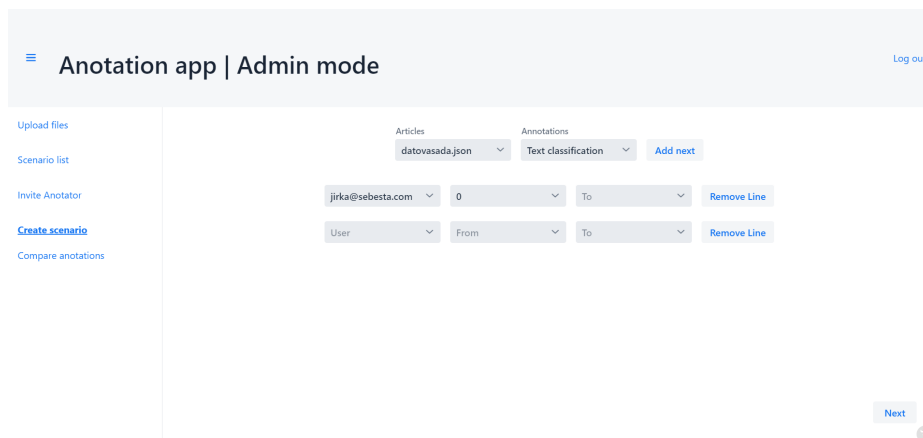 Anotation app | Admin mode
Log ou
Upload files
Scenario list
Invite Anotator
Create scenario
Compare anotations
Articles Annotations
datovasada.json Text classification Add next
jirka@sebesta.com 0 To Remove Line
User From To Remove Line
Next